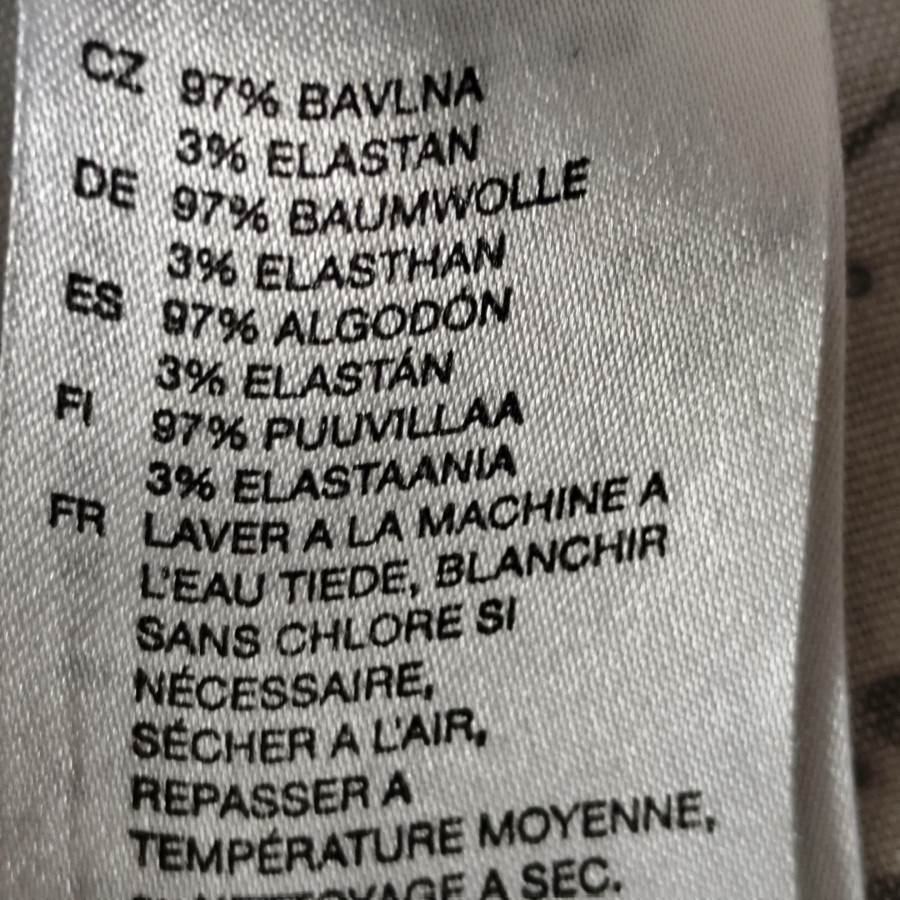 CZ 97% BAVLNA
3% ELASTAN
DE 97% BAUMWOLLE
3% ELASTHAN
ES 97% ALGODÓN
3% ELASTÁN
FI 97% PUUVILLAA
3% ELASTAANIA
FR LAVER A LA MACHINE A
L'EAU TIEDE, BLANCHIR
SANS CHLORE SI
NÉCESSAIRE,
SÉCHER A L'AIR,
REPASSER A
TEMPÉRATURE MOYENNE,
A SEC.